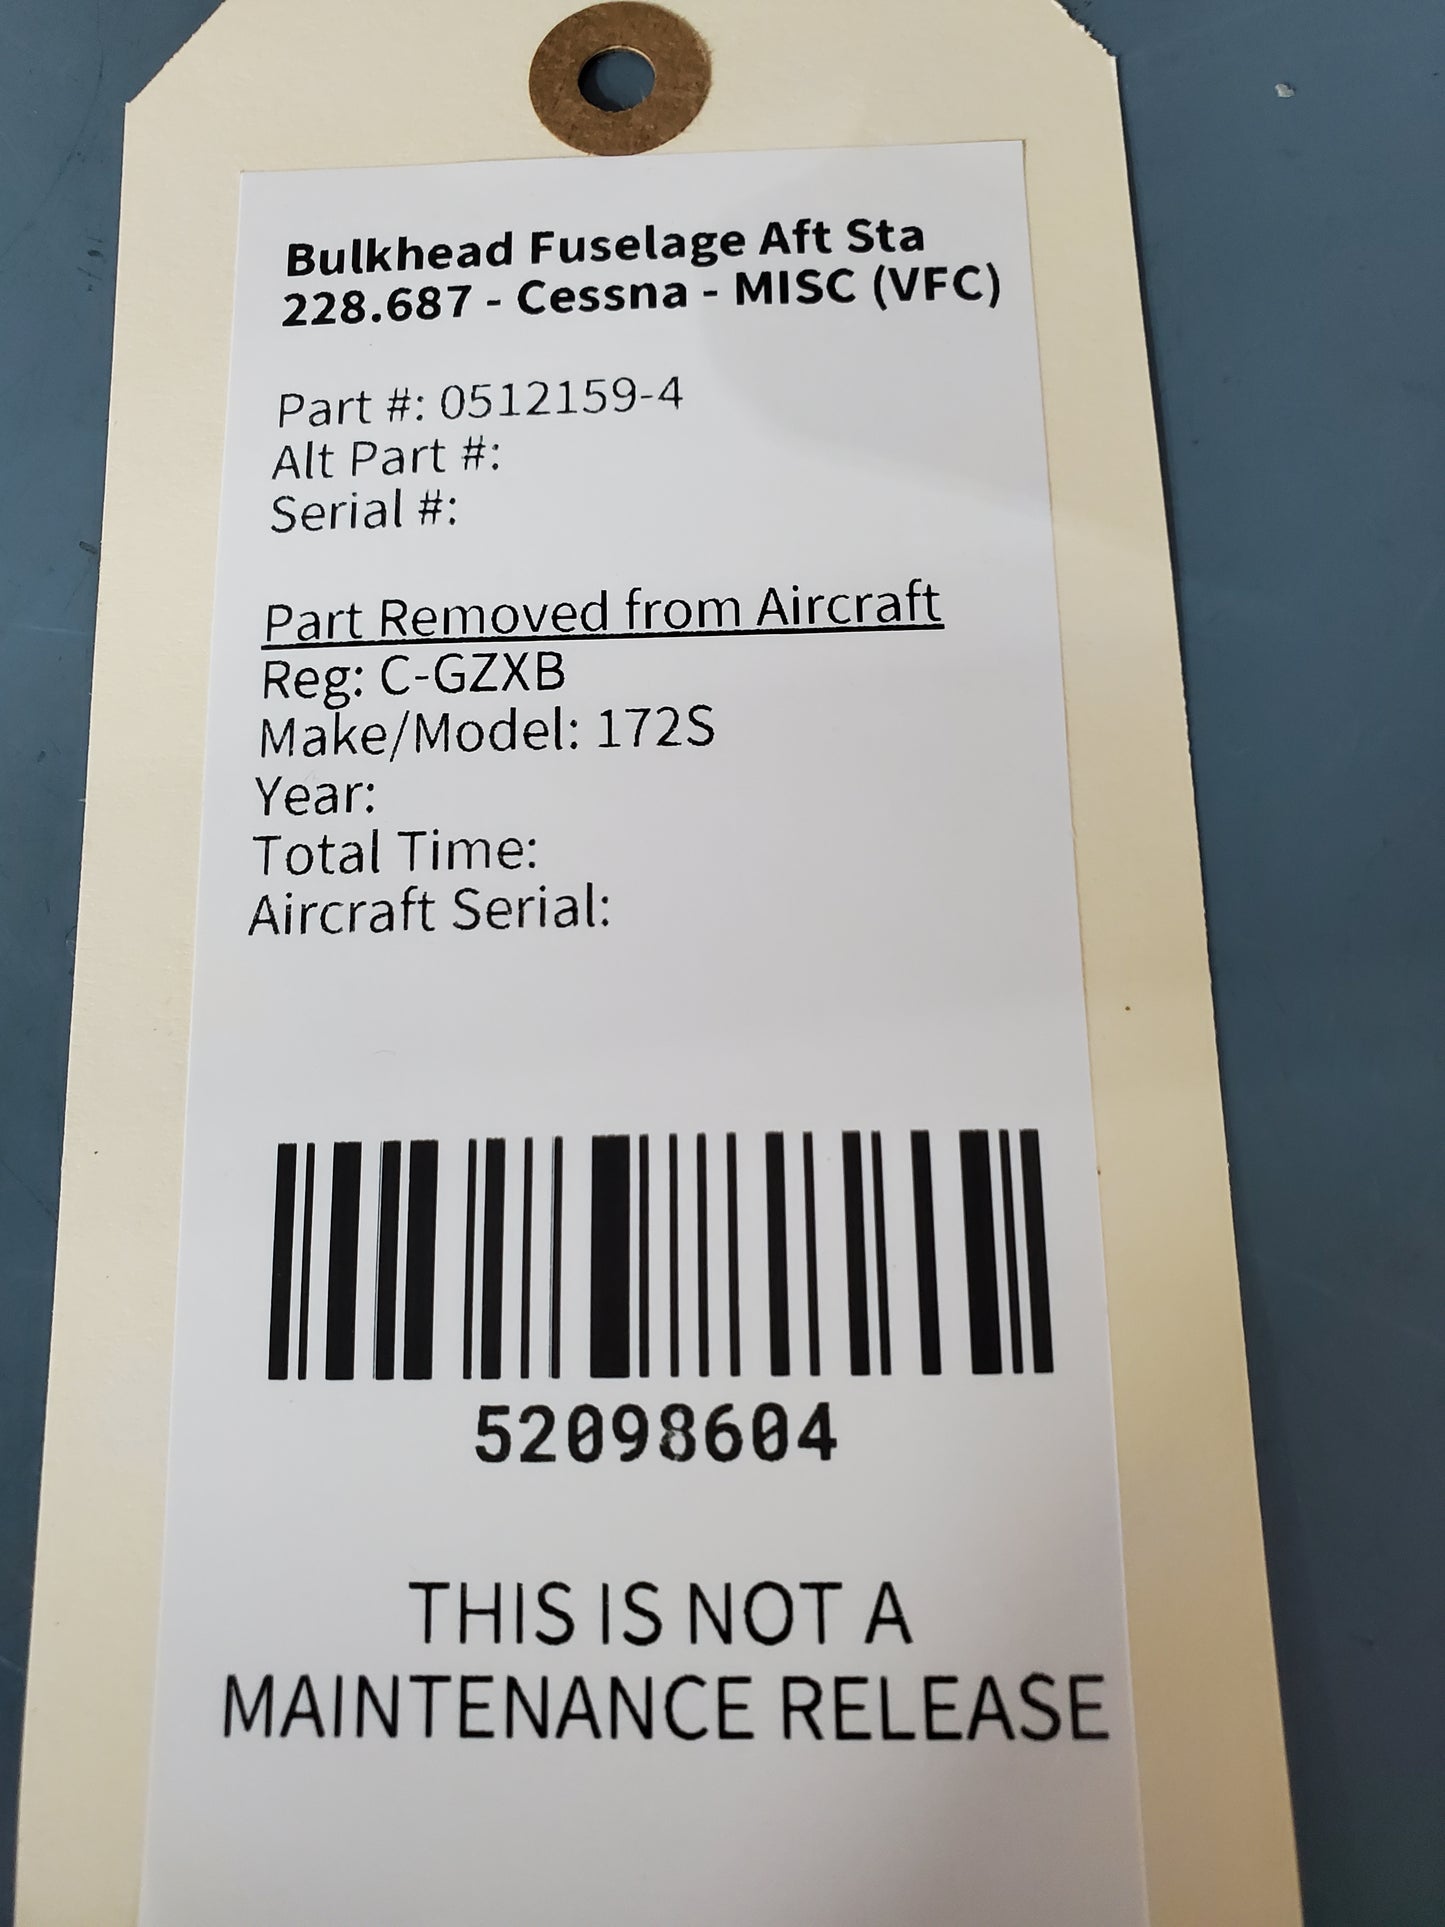 Bulkhead Fuselage Aft Sta
228.687 - Cessna - MISC (VFC)
Part #: 0512159-4
Alt Part #:
Serial #:
Part Removed from Aircraft
Reg: C-GZXB
Make/Model: 172S
Year:
Total Time:
Aircraft Serial:
52098604
THIS IS NOT A
MAINTENANCE RELEASE